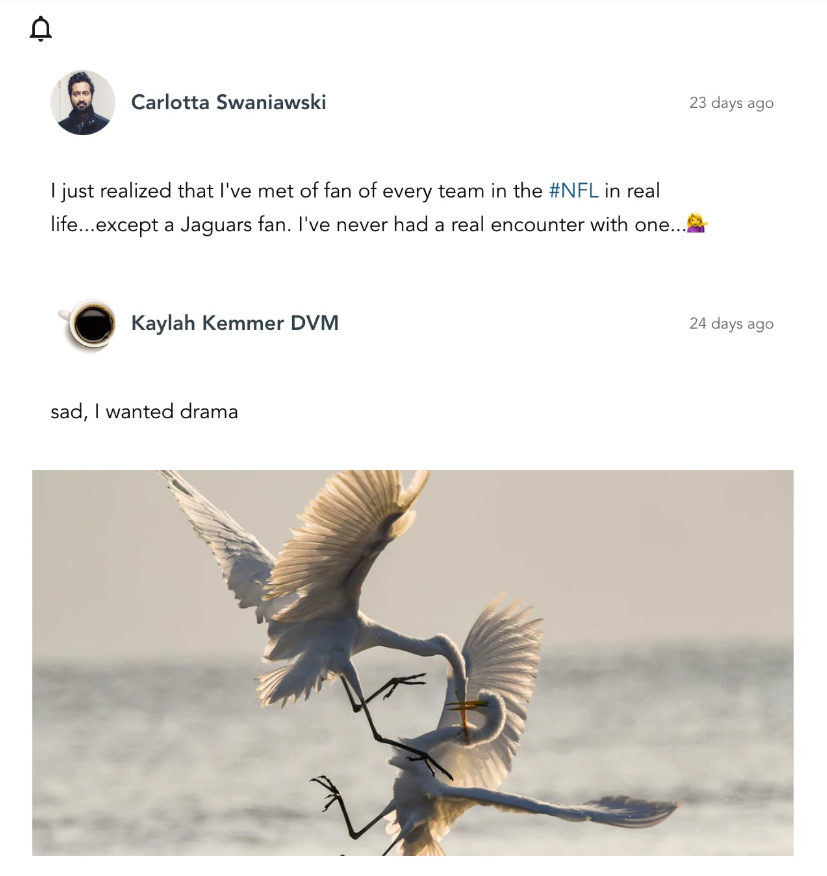 Carlotta Swaniawski
23 days ago
I just realized that I've met of fan of every team in the #NFL in real
life...except a Jaguars fan. I've never had a real encounter with one...🤷‍♀️
Kaylah Kemmer DVM
24 days ago
sad, I wanted drama